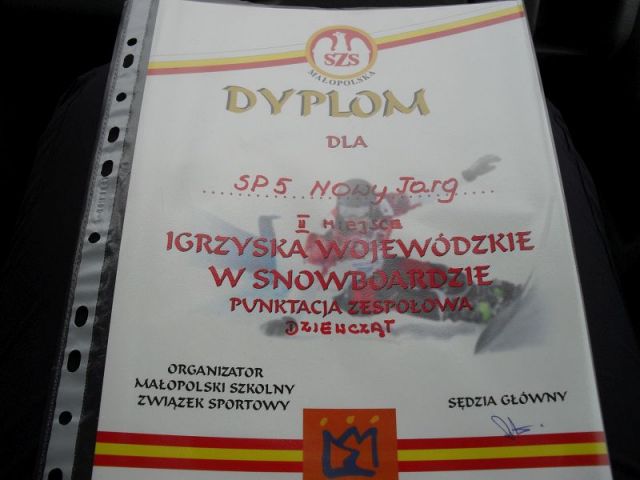 SZS
MAŁOPOLSKA
DYPLOM
DLA
SP5 Nowy Targ
II MIEJSCE
IGRZYSKA WOJEWÓDZKIE
W SNOWBOARDZIE
PUNKTACJA ZESPOŁOWA
DZIEWCZĄT
ORGANIZATOR
MAŁOPOLSKI SZKOLNY
ZWIĄZEK SPORTOWY
SĘDZIA GŁÓWNY